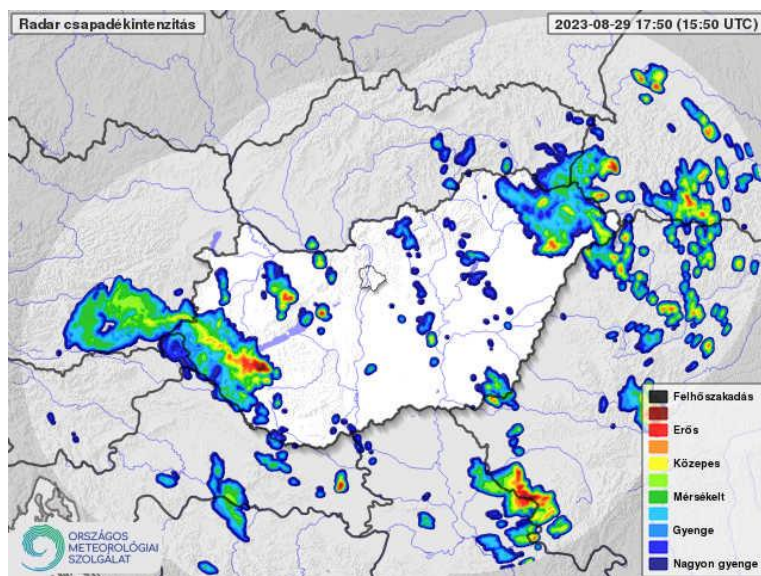 Radar csapadékintenzítás
2023-08-29 17:50 (15:50 UTC)
Felhőszakadás
Erős
Közepes
Mérsékelt
Gyenge
Nagyon gyenge
ORSZÁGOS
METEOROLÓGIAI
SZOLGÁLAT